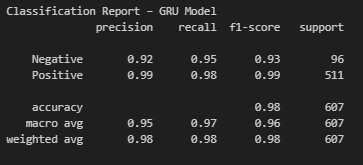 Classification Report – GRU Model
precision recall f1-score support
Negative 0.92 0.95 0.93 96
Positive 0.99 0.98 0.99 511
accuracy 0.98 607
macro avg 0.95 0.97 0.96 607
weighted avg 0.98 0.98 0.98 607